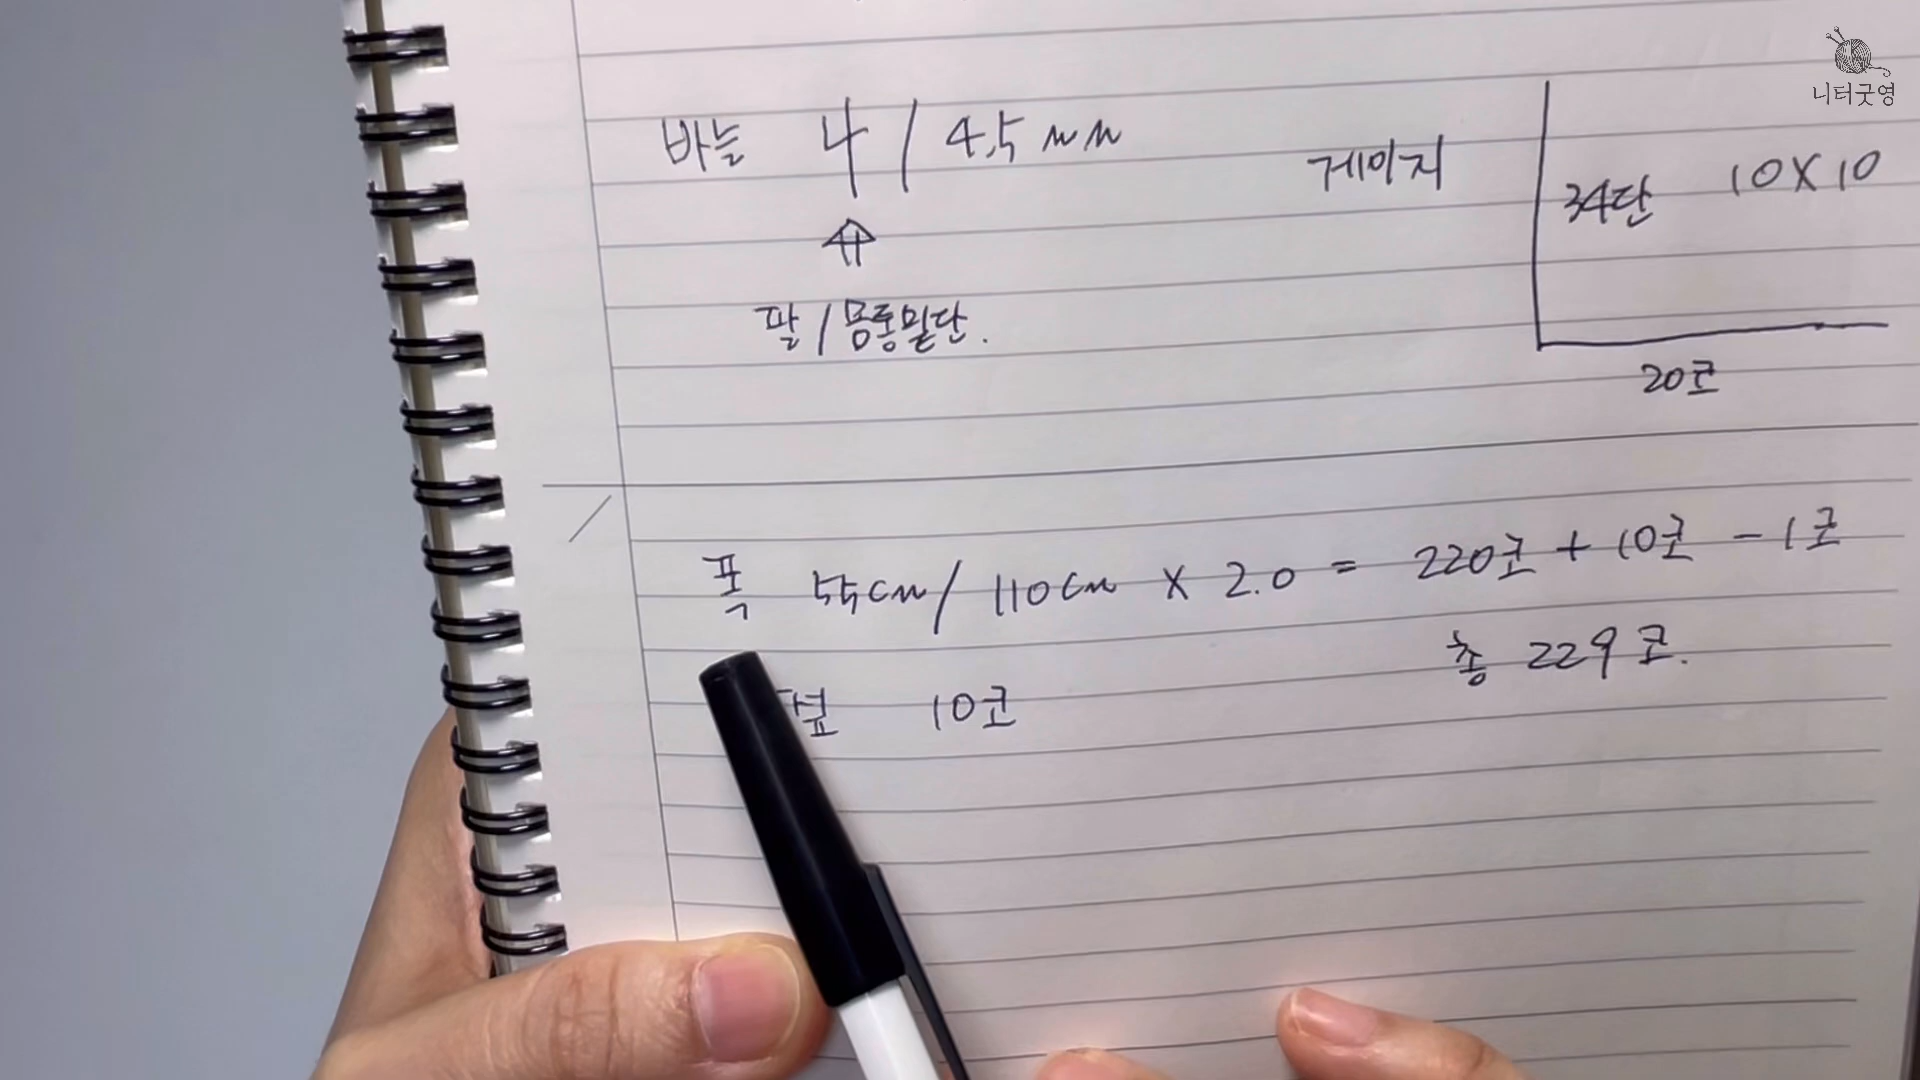 니터굿영
바늘 4 / 4.5 mm
게이지
34단 10X10
팔 / 몸통밑단.
20코
폭 55cm / 110cm X 2.0 = 220코 + 10코 - 1코
총 229코.
10코